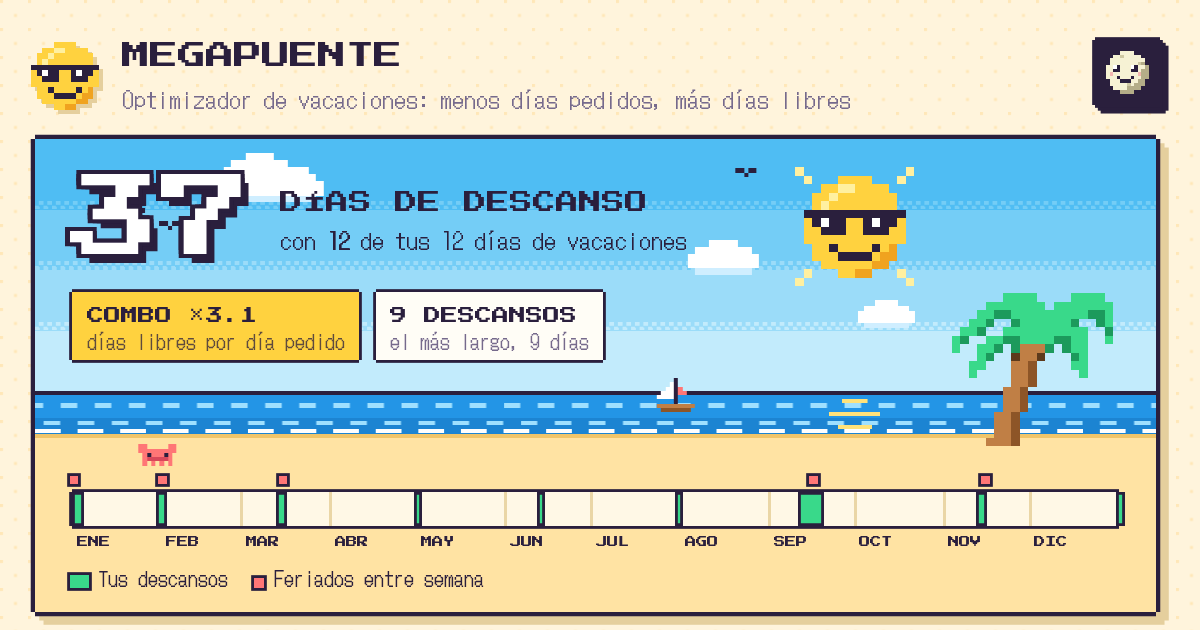 MEGAPUENTE
Optimizador de vacaciones: menos días pedidos, más días libres
37 DíAS DE DESCANSO
con 12 de tus 12 días de vacaciones
COMBO ×3.1
días libres por día pedido
9 DESCANSOS
el más largo, 9 días
ENE FEB MAR ABR MAY JUN JUL AGO SEP OCT NOV DIC
Tus descansos Feriados entre semana